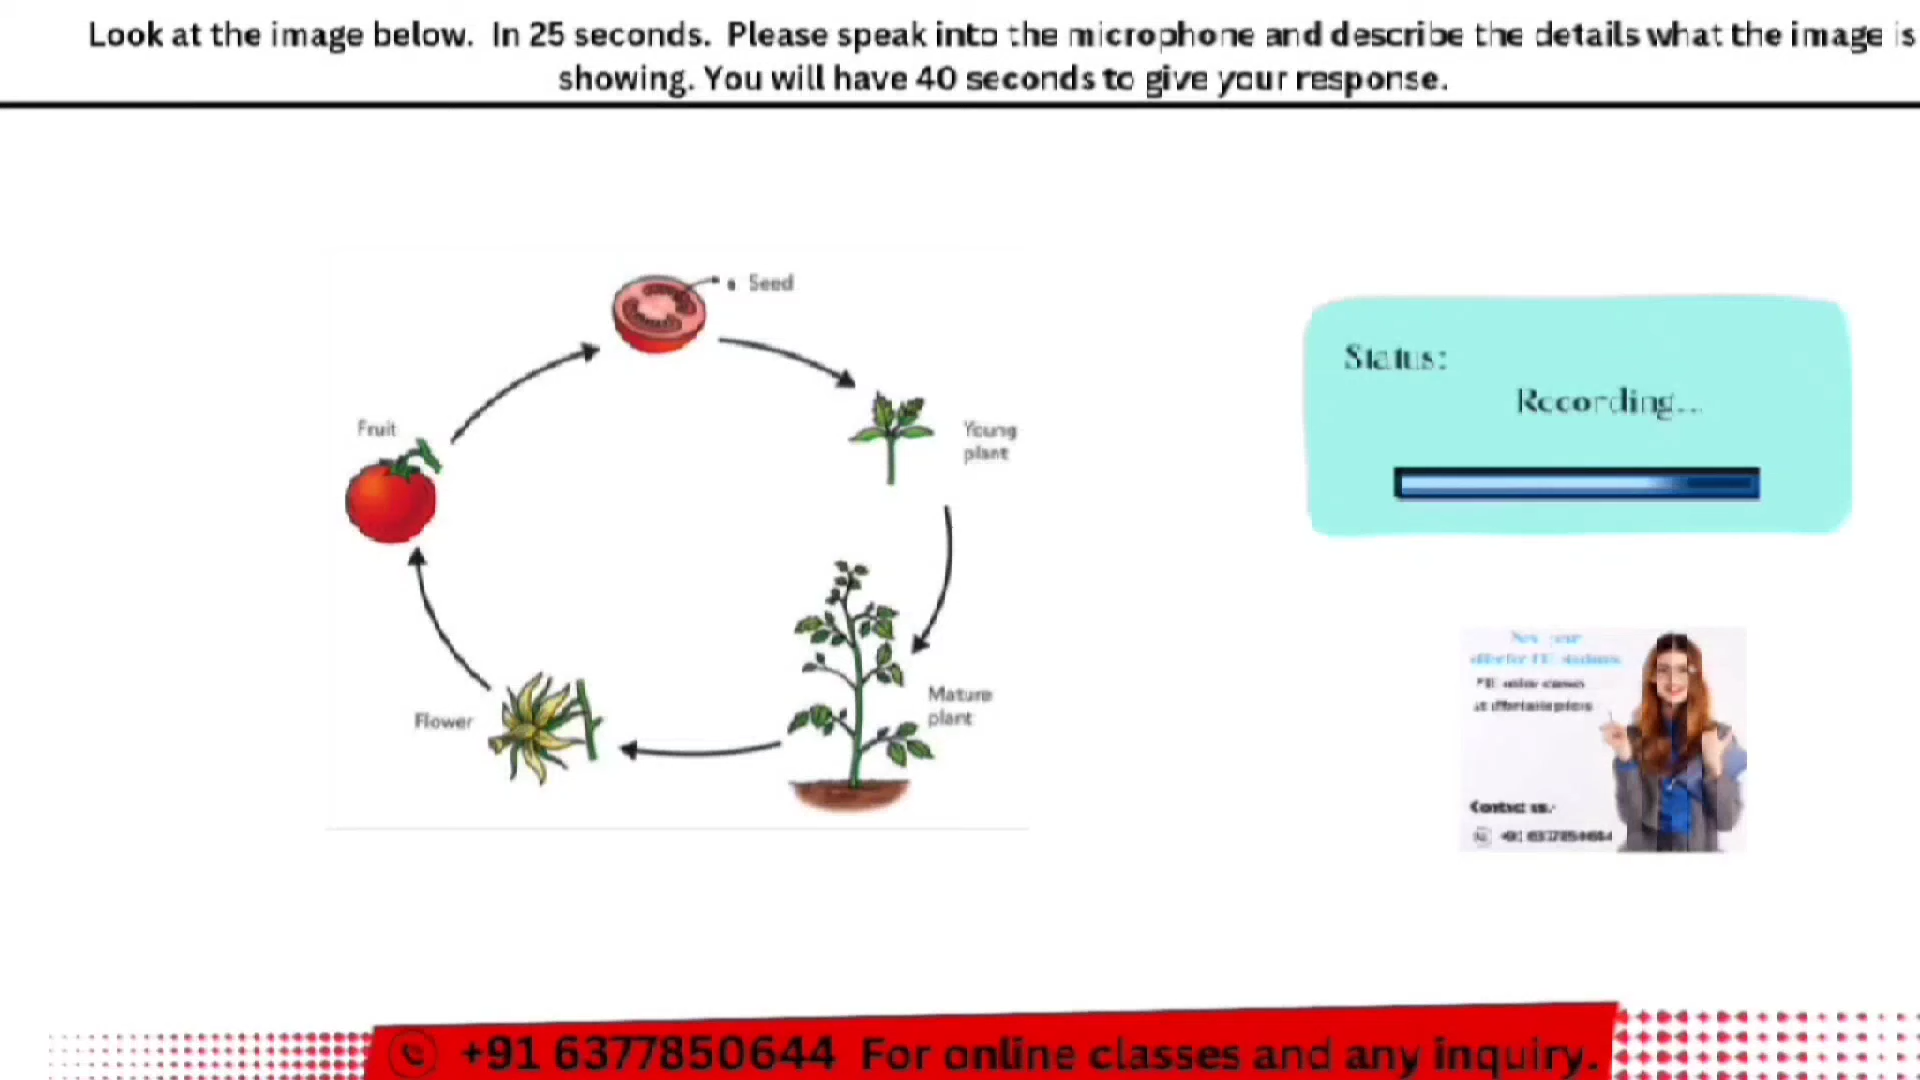 Look at the image below. In 25 seconds. Please speak into the microphone and describe the details what the image is
showing. You will have 40 seconds to give your response.
Seed
Fruit
Young
plant
Status:
Recording...
Mature
plant
Flower
Contact us:-
+91 6377850644
+91 6377850644 For online classes and any inquiry.